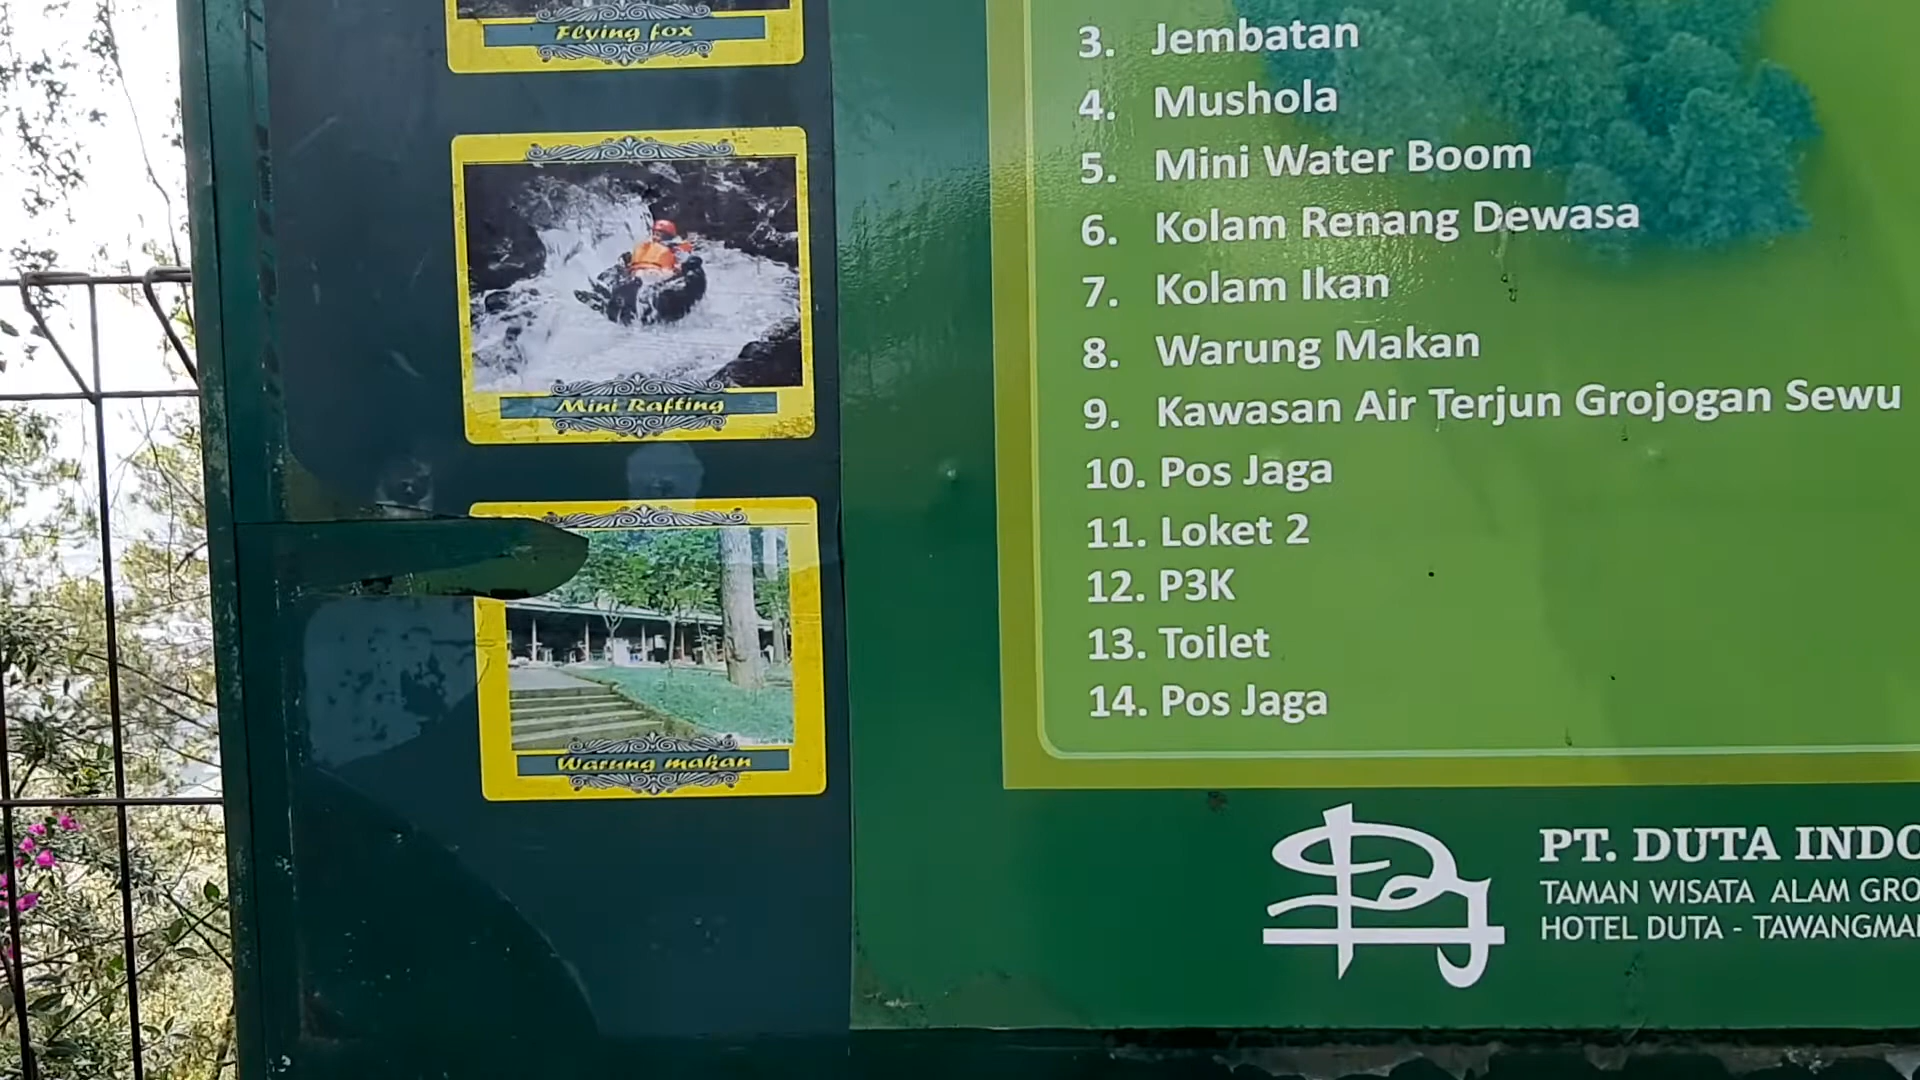 Flying fox
Mini Rafting
Warung makan
3. Jembatan
4. Mushola
5. Mini Water Boom
6. Kolam Renang Dewasa
7. Kolam Ikan
8. Warung Makan
9. Kawasan Air Terjun Grojogan Sewu
10. Pos Jaga
11. Loket 2
12. P3K
13. Toilet
14. Pos Jaga
PT. DUTA INDO
TAMAN WISATA ALAM GRO
HOTEL DUTA - TAWANGMA